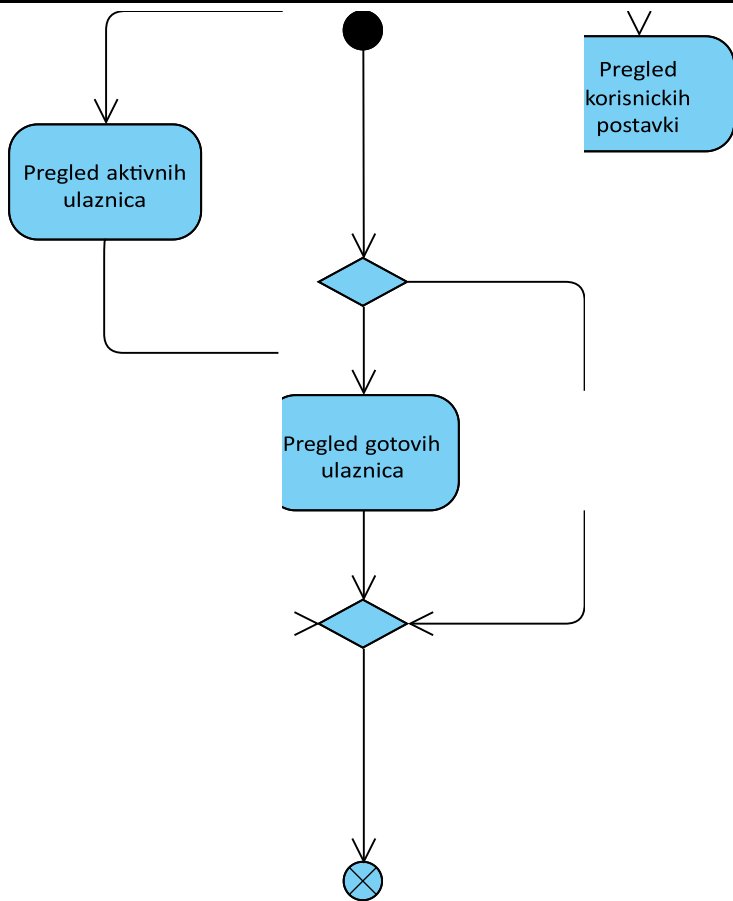 Pregled
korisnickih
postavki
Pregled aktivnih
ulaznica
Pregled gotovih
ulaznica